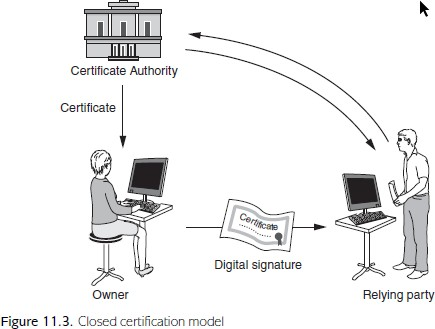 Certificate Authority
Certificate
Certificate
Digital signature
Owner
Relying party
Figure 11.3. Closed certification model